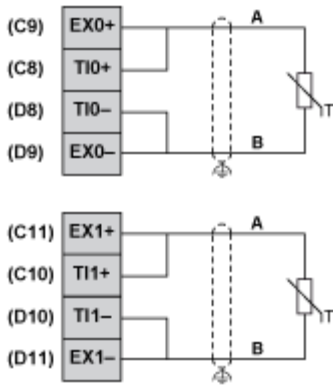 (C9) EX0+ A
(C8) TI0+
(D8) TI0– T
(D9) EX0– B
(C11) EX1+ A
(C10) TI1+
(D10) TI1– T
(D11) EX1– B